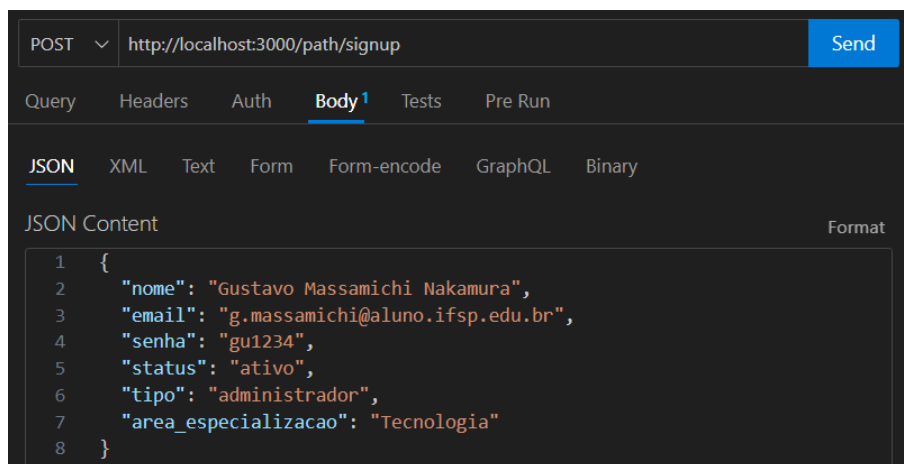 POST http://localhost:3000/path/signup Send
Query Headers Auth Body 1 Tests Pre Run
JSON XML Text Form Form-encode GraphQL Binary
JSON Content Format
1 {
2 "nome": "Gustavo Massamichi Nakamura",
3 "email": "g.massamichi@aluno.ifsp.edu.br",
4 "senha": "gu1234",
5 "status": "ativo",
6 "tipo": "administrador",
7 "area_especializacao": "Tecnologia"
8 }